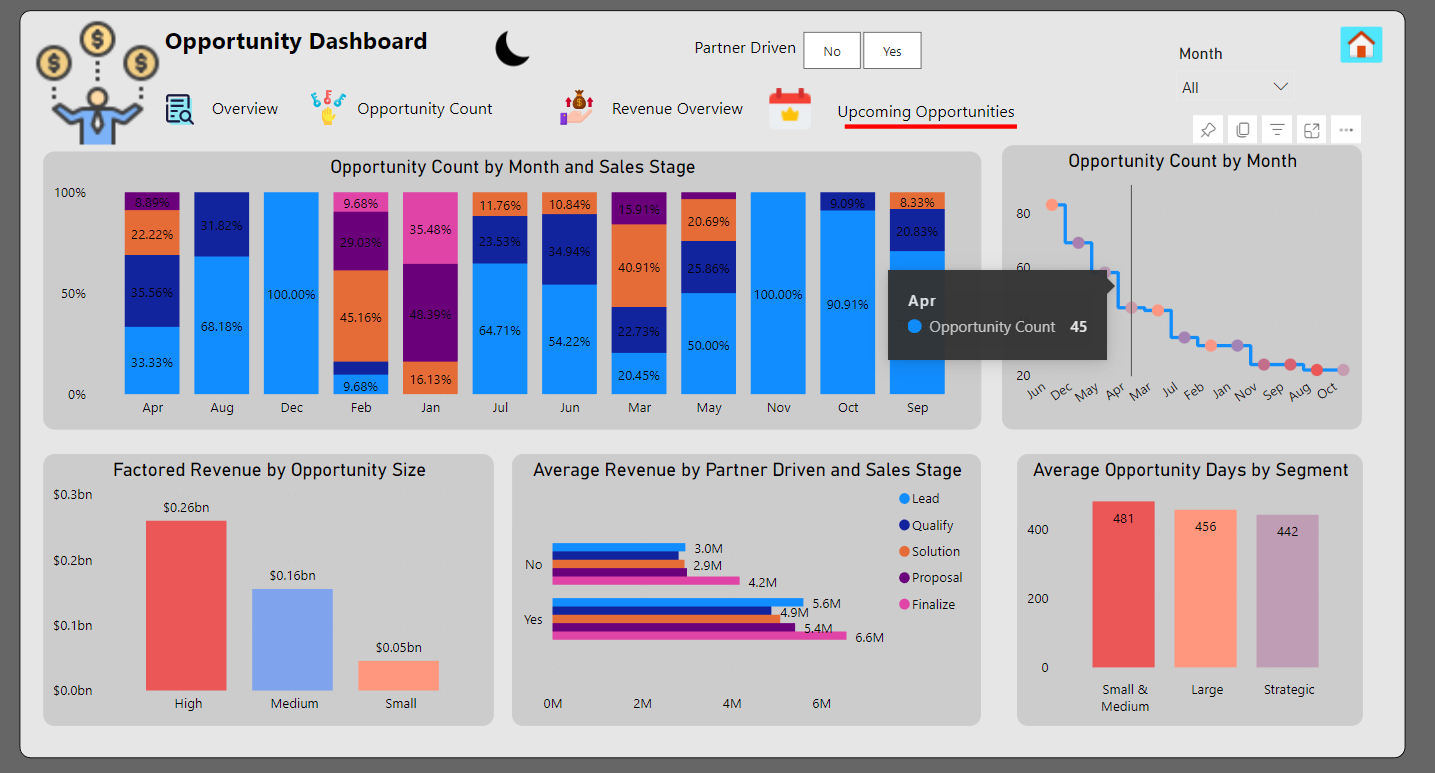 Opportunity Dashboard
Partner Driven
No
Yes
Month
All
Overview
Opportunity Count
Revenue Overview
Upcoming Opportunities
Opportunity Count by Month and Sales Stage
100%
50%
0%
8.89%
22.22%
35.56%
33.33%
31.82%
68.18%
100.00%
9.68%
29.03%
45.16%
9.68%
35.48%
48.39%
16.13%
11.76%
23.53%
64.71%
10.84%
34.94%
54.22%
15.91%
40.91%
22.73%
20.45%
20.69%
25.86%
50.00%
100.00%
9.09%
90.91%
8.33%
20.83%
Apr
Aug
Dec
Feb
Jan
Jul
Jun
Mar
May
Nov
Oct
Sep
Opportunity Count by Month
80
60
20
Jun
Dec
May
Apr
Mar
Jul
Feb
Jan
Nov
Sep
Aug
Oct
Apr
Opportunity Count 45
Factored Revenue by Opportunity Size
$0.3bn
$0.2bn
$0.1bn
$0.0bn
$0.26bn
$0.16bn
$0.05bn
High
Medium
Small
Average Revenue by Partner Driven and Sales Stage
Lead
Qualify
Solution
Proposal
Finalize
No
3.0M
2.9M
4.2M
Yes
5.6M
4.9M
5.4M
6.6M
0M
2M
4M
6M
Average Opportunity Days by Segment
400
200
0
481
456
442
Small &
Medium
Large
Strategic